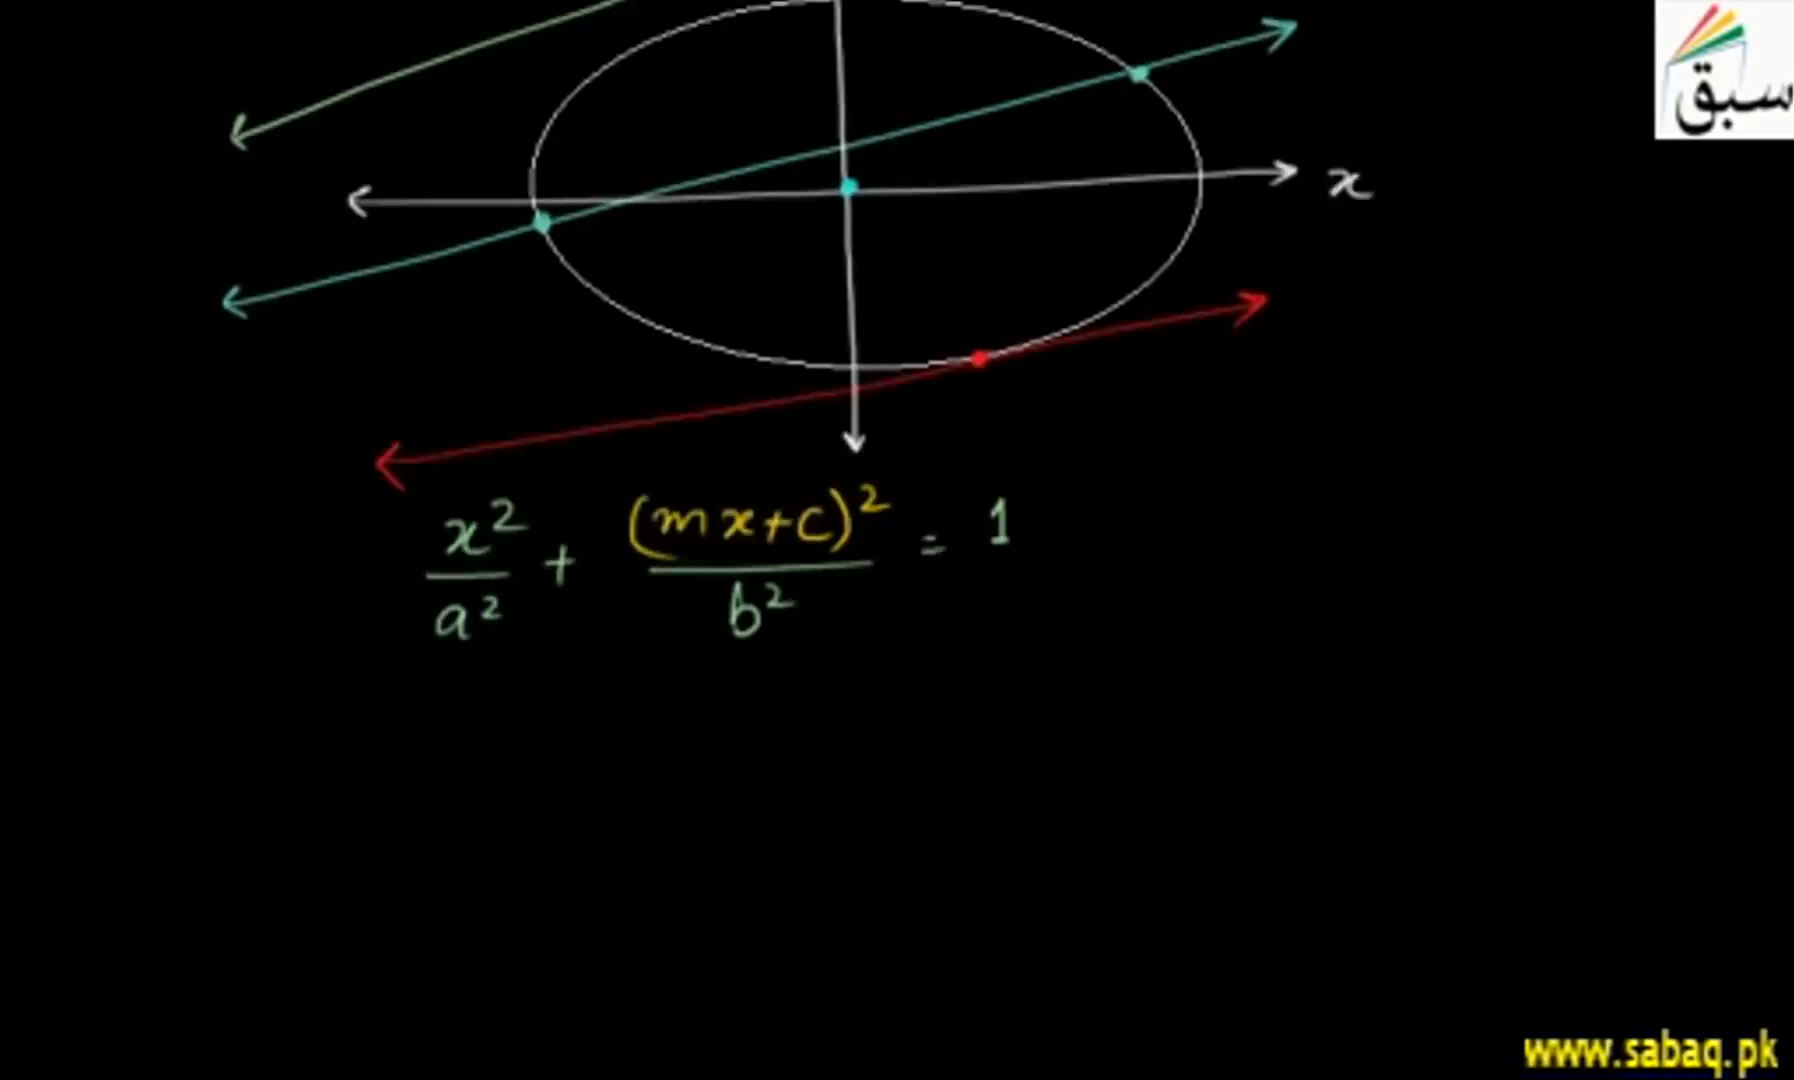 سبق
x
x²/a² + (mx+c)²/b² = 1
www.sabaq.pk